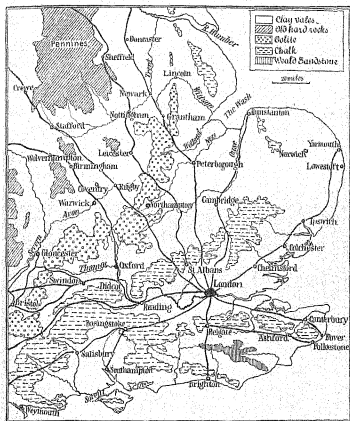 Clay vales
Old hard rocks
Oolite
Chalk
Weald Sandstone
20 miles
Pennines
Doncaster
Humber
Sheffield
Lincoln
Witham
Crewe
Newark
Nottingham
Grantham
The Wash
Hunstanton
Stafford
Welland
Nen
Ouse
Norwich
Yarmouth
Lowestoft
Wolverhampton
Leicester
Peterborough
Birmingham
Coventry
Rugby
Warwick
Avon
Northampton
Cambridge
Ipswich
Colchester
Gloucester
Thames
Oxford
St Albans
Chelmsford
Swindon
Didcot
London
Bristol
Reading
Basingstoke
Reigate
Ashford
Canterbury
Dover
Folkestone
Salisbury
Southampton
Brighton
Weymouth